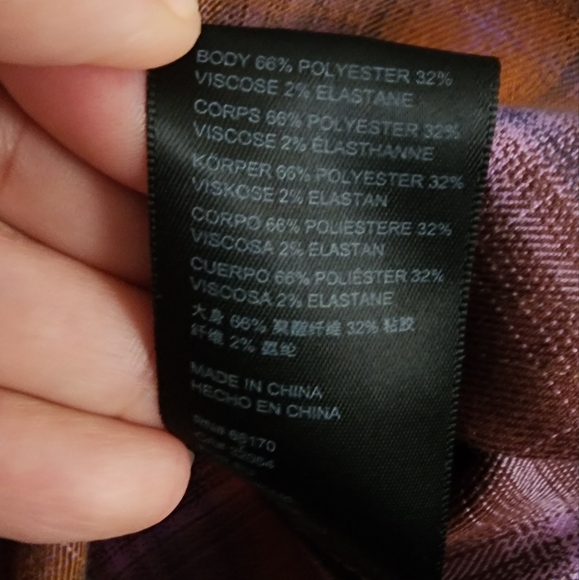 BODY 66% POLYESTER 32%
VISCOSE 2% ELASTANE
CORPS 66% POLYESTER 32%
VISCOSE 2% ÉLASTHANNE
KÖRPER 66% POLYESTER 32%
VISKOSE 2% ELASTAN
CORPO 66% POLIESTERE 32%
VISCOSA 2% ELASTAN
CUERPO 66% POLIÉSTER 32%
VISCOSA 2% ELASTANE
大身 66% 聚酯纤维 32% 粘胶
纤维 2% 氨纶
MADE IN CHINA
HECHO EN CHINA